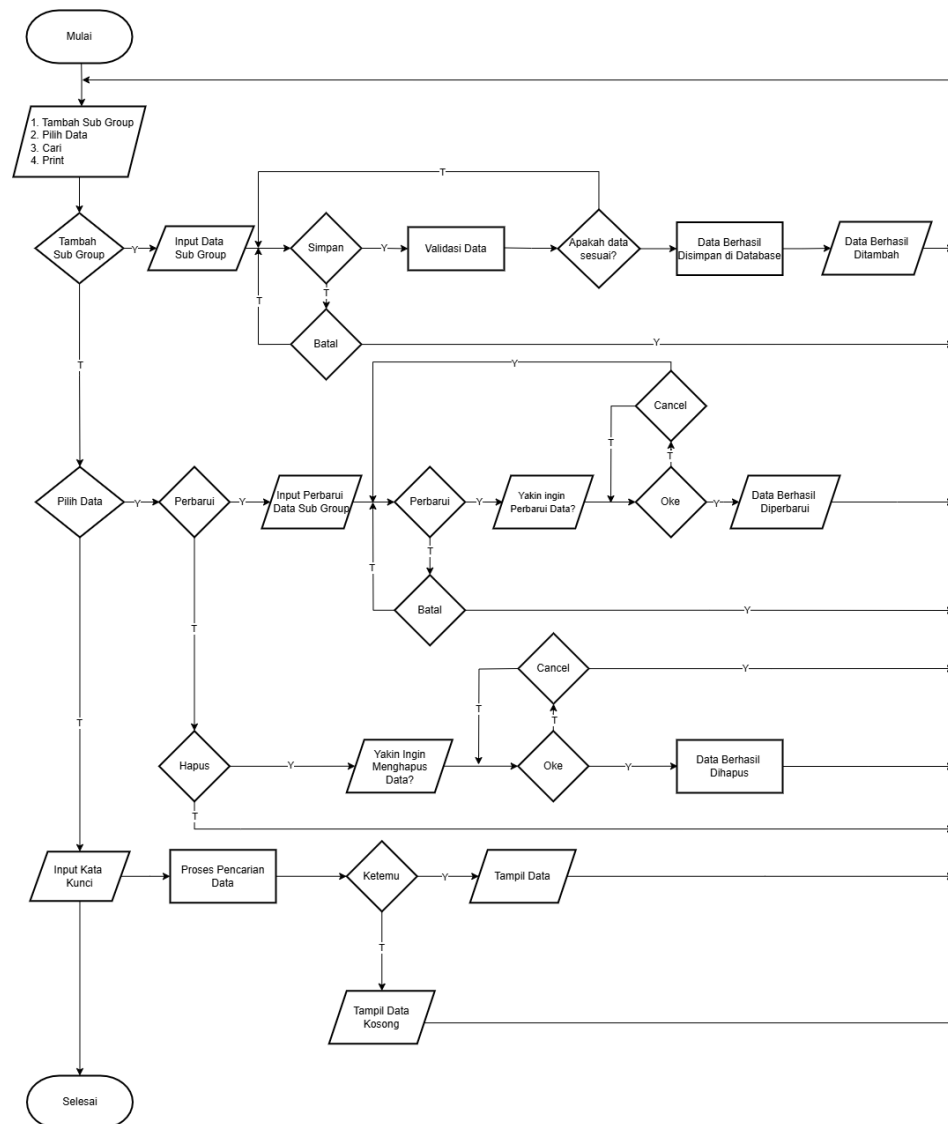 Mulai
1. Tambah Sub Group
2. Pilih Data
3. Cari
4. Print
T
Tambah
Sub Group
Y
Input Data
Sub Group
Simpan
Y
Validasi Data
Apakah data
sesuai?
Data Berhasil
Disimpan di Database
Data Berhasil
Ditambah
T
T
Batal
Y
T
Y
Cancel
T
T
Pilih Data
Y
Perbarui
Y
Input Perbarui
Data Sub Group
Perbarui
Y
Yakin ingin
Perbarui Data?
Oke
Y
Data Berhasil
Diperbarui
T
T
Batal
Y
T
Cancel
Y
T
T
T
Hapus
Y
Yakin Ingin
Menghapus
Data?
Oke
Y
Data Berhasil
Dihapus
T
Input Kata
Kunci
Proses Pencarian
Data
Ketemu
Y
Tampil Data
T
Tampil Data
Kosong
Selesai